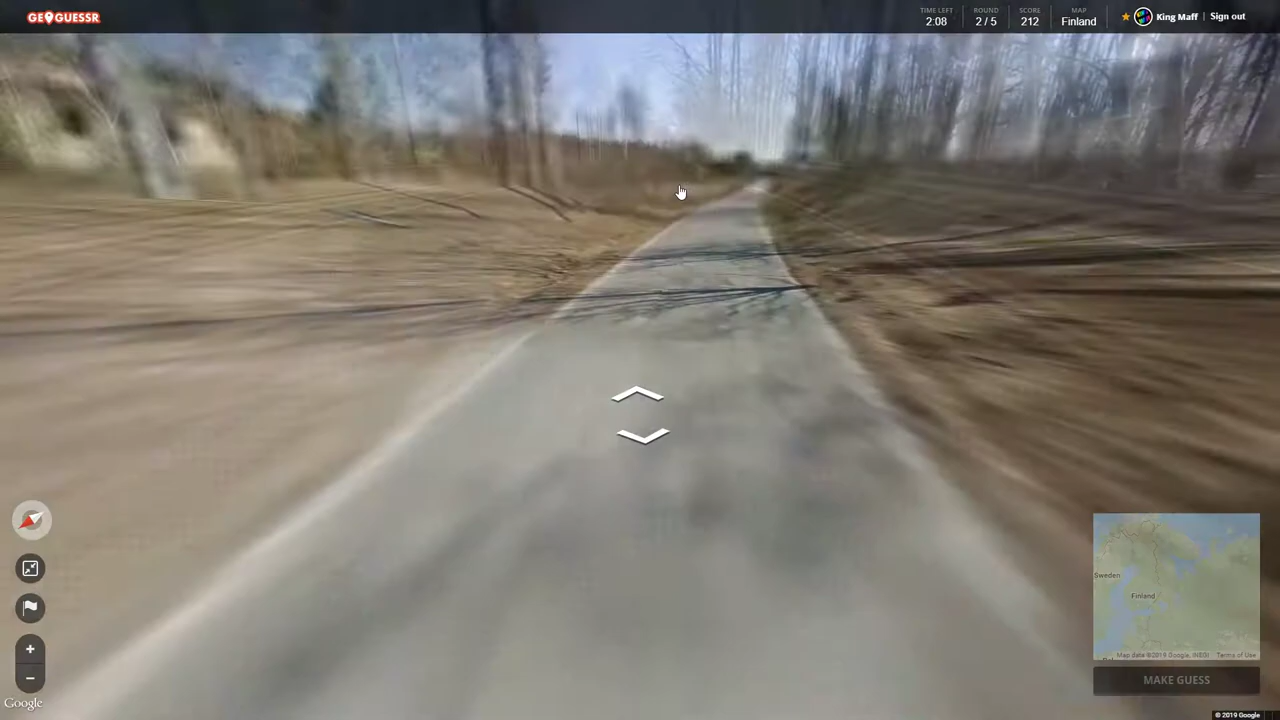 GEOGUESSR
TIME LEFT
2:08
ROUND
2 / 5
SCORE
212
MAP
Finland
King Maff
Sign out
Sweden
Finland
Map data ©2019 Google, INEGI
Terms of Use
MAKE GUESS
Google
© 2019 Google